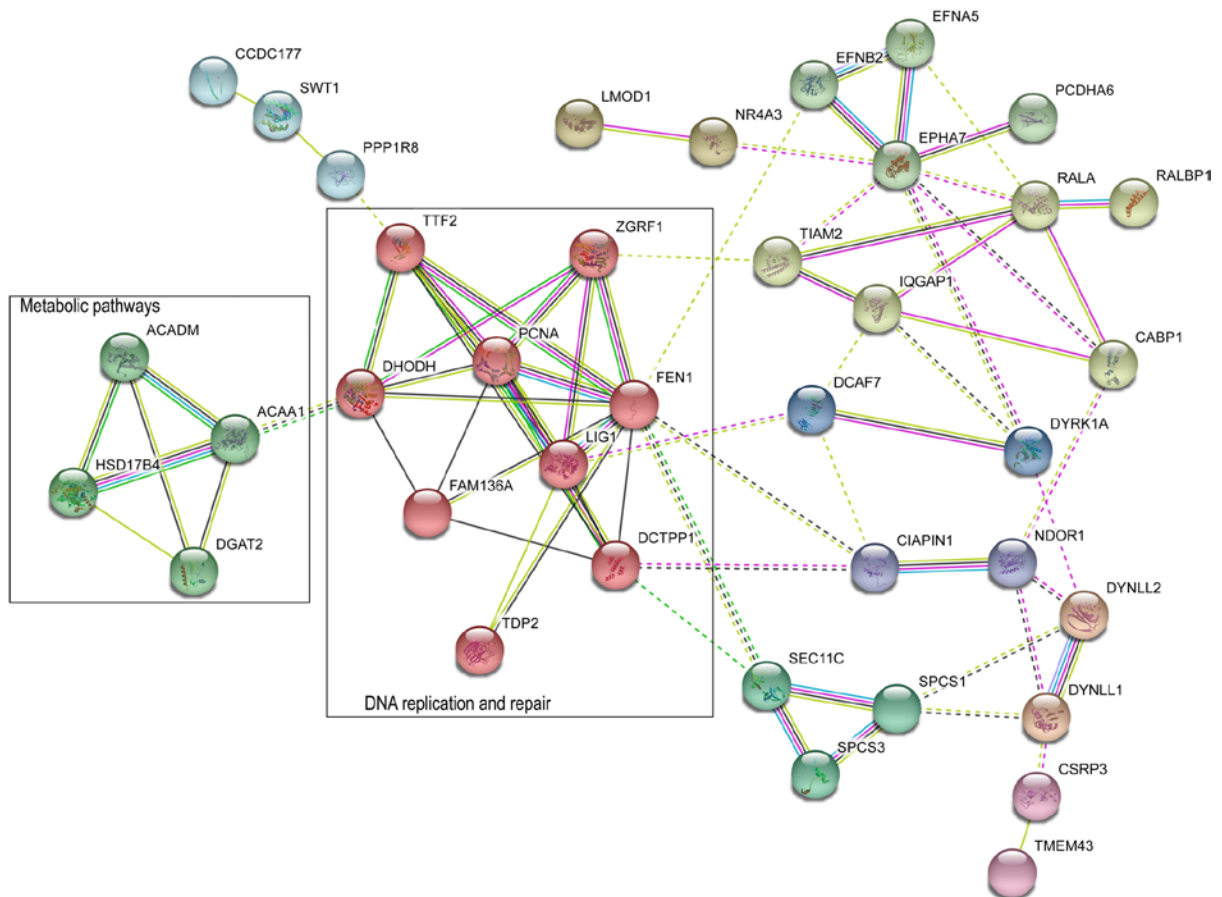 EFNA5
CCDC177
EFNB2
SWT1
LMOD1
PCDHA6
NR4A3
EPHA7
PPP1R8
RALA
RALBP1
TTF2
ZGRF1
TIAM2
IQGAP1
Metabolic pathways
ACADM
PCNA
CABP1
DHODH
FEN1
DCAF7
ACAA1
DYRK1A
LIG1
HSD17B4
FAM136A
DGAT2
DCTPP1
CIAPIN1
NDOR1
DYNLL2
TDP2
SEC11C
SPCS1
DYNLL1
DNA replication and repair
SPCS3
CSRP3
TMEM43